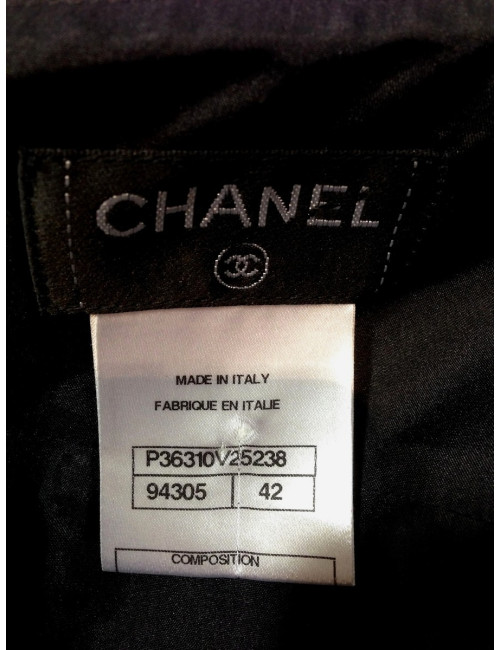 CHANEL
MADE IN ITALY
FABRIQUE EN ITALIE
P36310V25238
94305 42
COMPOSITION